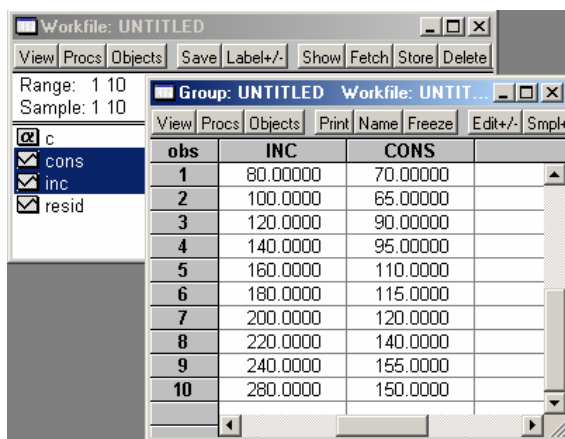 Workfile: UNTITLED
View Procs Objects Save Label+/- Show Fetch Store Delete
Range: 1 10
Sample: 1 10
c
cons
inc
resid
Group: UNTITLED Workfile: UNTIT...
View Procs Objects Print Name Freeze Edit+/- Smpl+
obs INC CONS
1 80.00000 70.00000
2 100.0000 65.00000
3 120.0000 90.00000
4 140.0000 95.00000
5 160.0000 110.0000
6 180.0000 115.0000
7 200.0000 120.0000
8 220.0000 140.0000
9 240.0000 155.0000
10 280.0000 150.0000